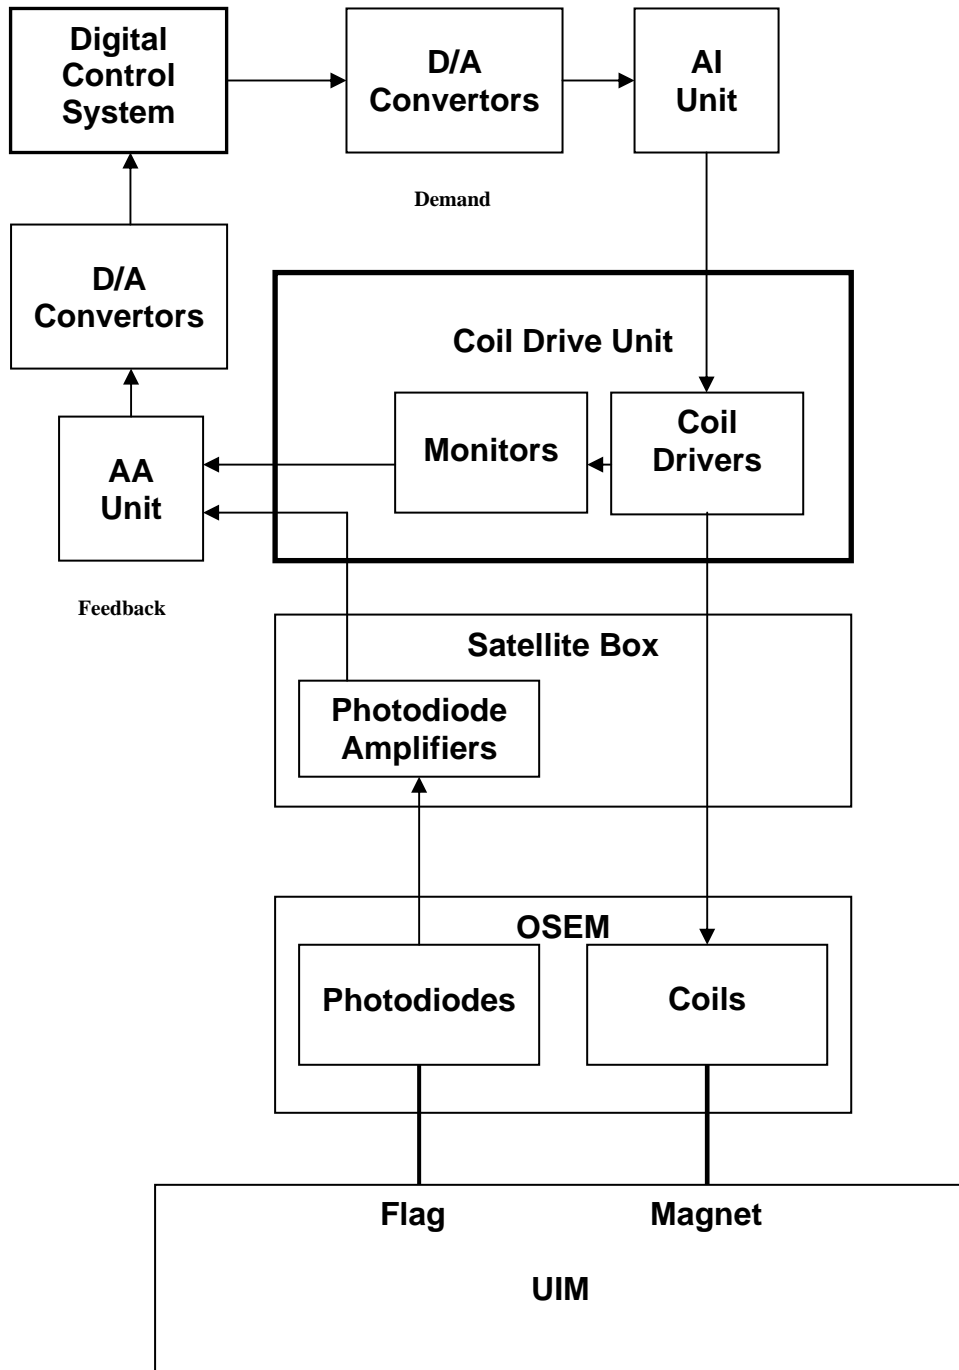 Digital
Control
System
D/A
Convertors
AI
Unit
Demand
D/A
Convertors
Coil Drive Unit
Monitors
Coil
Drivers
AA
Unit
Feedback
Satellite Box
Photodiode
Amplifiers
OSEM
Photodiodes
Coils
Flag
Magnet
UIM